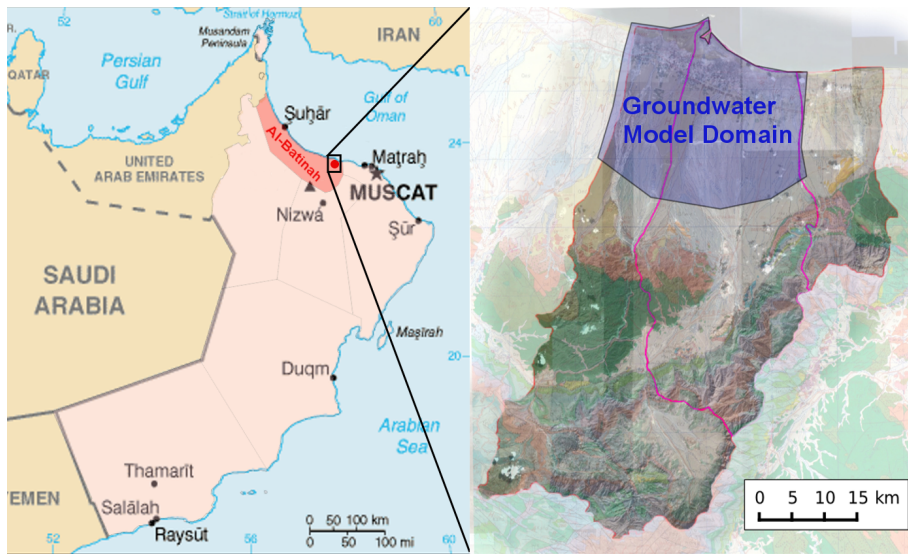 52
Strait of Hormuz
60
Musandam
Peninsula
IRAN
Persian
Gulf
QATAR
Gulf of
Oman
Şuḩār
24
Al-Batinah
Maţraḩ
UNITED
ARAB EMIRATES
MUSCAT
Nizwá
Şūr
SAUDI
ARABIA
Maşīrah
20
Duqm
Arabian
Sea
Thamarīt
YEMEN
Salālah
Raysūt
0 50 100 km
0 50 100 mi
56
60
Groundwater
Model Domain
0 5 10 15 km